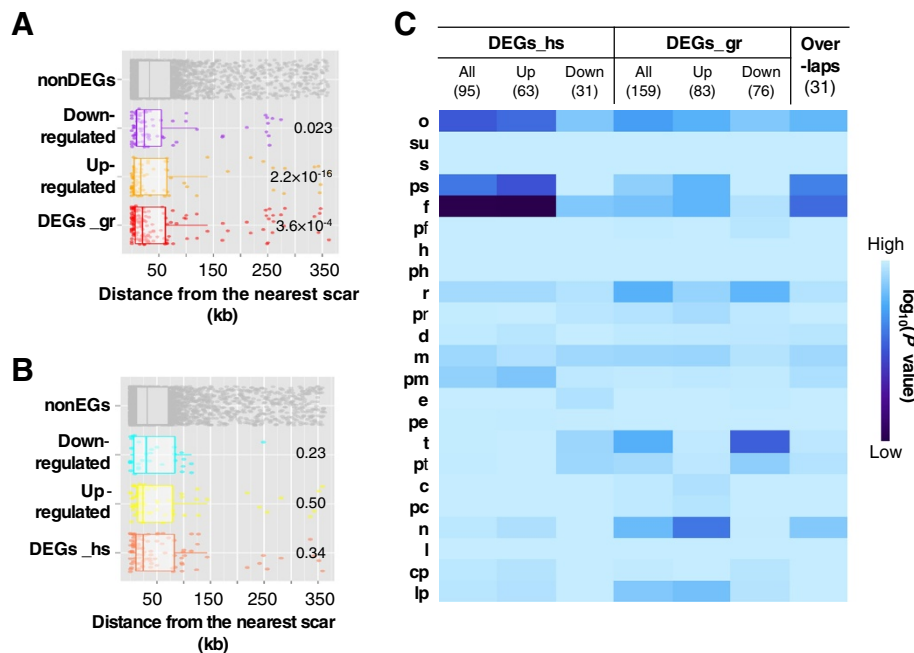 A
nonDEGs
Down-
regulated
0.023
Up-
regulated
2.2×10-16
DEGs _gr
3.6×10-4
50 150 250 350
Distance from the nearest scar
(kb)
B
nonEGs
Down-
regulated
0.23
Up -
regulated
0.50
DEGs _hs
0.34
50 150 250 350
Distance from the nearest scar
(kb)
C
DEGs_hs DEGs_gr Over
-laps
(31)
All Up Down All Up Down
(95) (63) (31) (159) (83) (76)
o
su
s
ps
f
pf
h
ph
r
pr
d
m
pm
e
pe
t
pt
c
pc
n
l
cp
lp
High
log10(P value)
Low